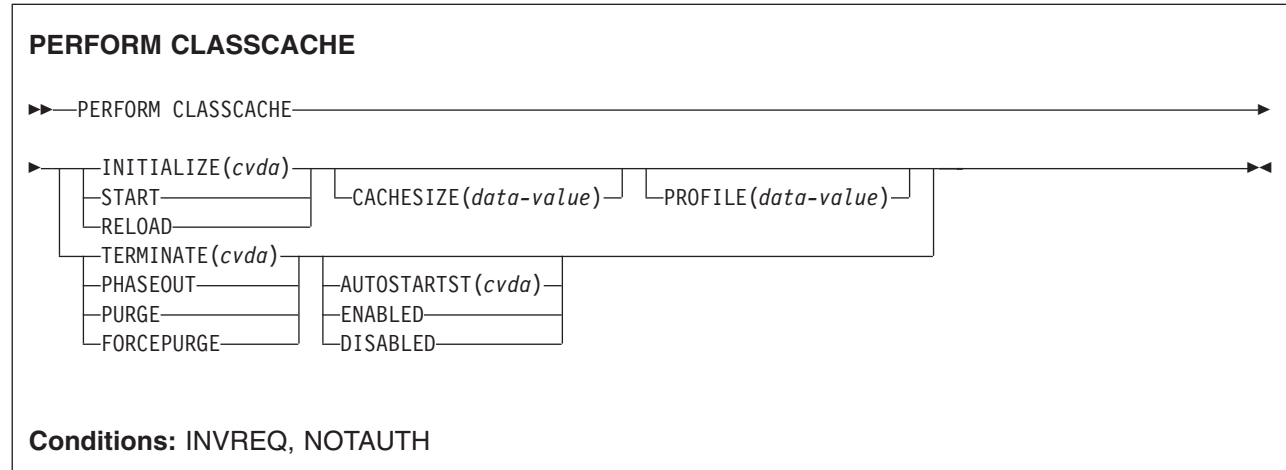 PERFORM CLASSCACHE
PERFORM CLASSCACHE
INITIALIZE(cvda)
START
RELOAD
CACHESIZE(data-value)
PROFILE(data-value)
TERMINATE(cvda)
PHASEOUT
PURGE
FORCEPURGE
AUTOSTARTST(cvda)
ENABLED
DISABLED
Conditions: INVREQ, NOTAUTH